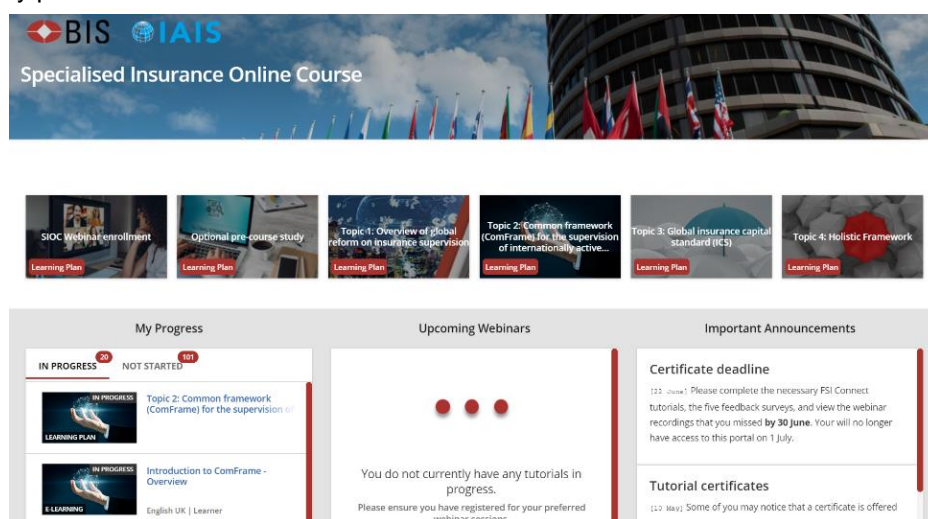 BIS IAIS
Specialised Insurance Online Course
SIOC Webinar enrollment
Learning Plan
Optional pre-course study
Learning Plan
Topic 1: Overview of global
reform on insurance supervision
Learning Plan
Topic 2: Common framework
(ComFrame) for the supervision
of internationally active...
Learning Plan
Topic 3: Global insurance capital
standard (ICS)
Learning Plan
Topic 4: Holistic Framework
Learning Plan
My Progress
IN PROGRESS 20 NOT STARTED 101
IN PROGRESS
LEARNING PLAN
Topic 2: Common framework
(ComFrame) for the supervision of
IN PROGRESS
E-LEARNING
Introduction to ComFrame -
Overview
English UK | Learner
Upcoming Webinars
You do not currently have any tutorials in
progress.
Please ensure you have registered for your preferred
webinar sessions
Important Announcements
Certificate deadline
[22 June] Please complete the necessary FSI Connect
tutorials, the five feedback surveys, and view the webinar
recordings that you missed by 30 June. Your will no longer
have access to this portal on 1 July.
Tutorial certificates
[10 May] Some of you may notice that a certificate is offered